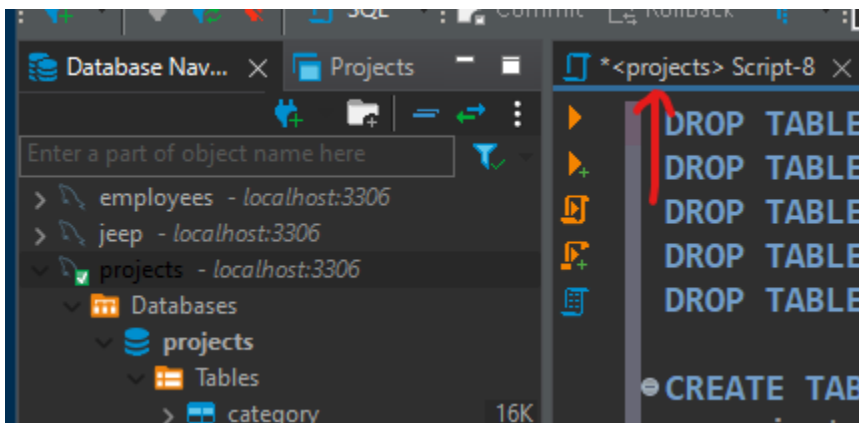 SQL Commit Rollback
Database Nav... Projects
*<projects> Script-8
Enter a part of object name here
employees - localhost:3306
jeep - localhost:3306
projects - localhost:3306
Databases
projects
Tables
category 16K
DROP TABLE
DROP TABLE
DROP TABLE
DROP TABLE
DROP TABLE
CREATE TAB